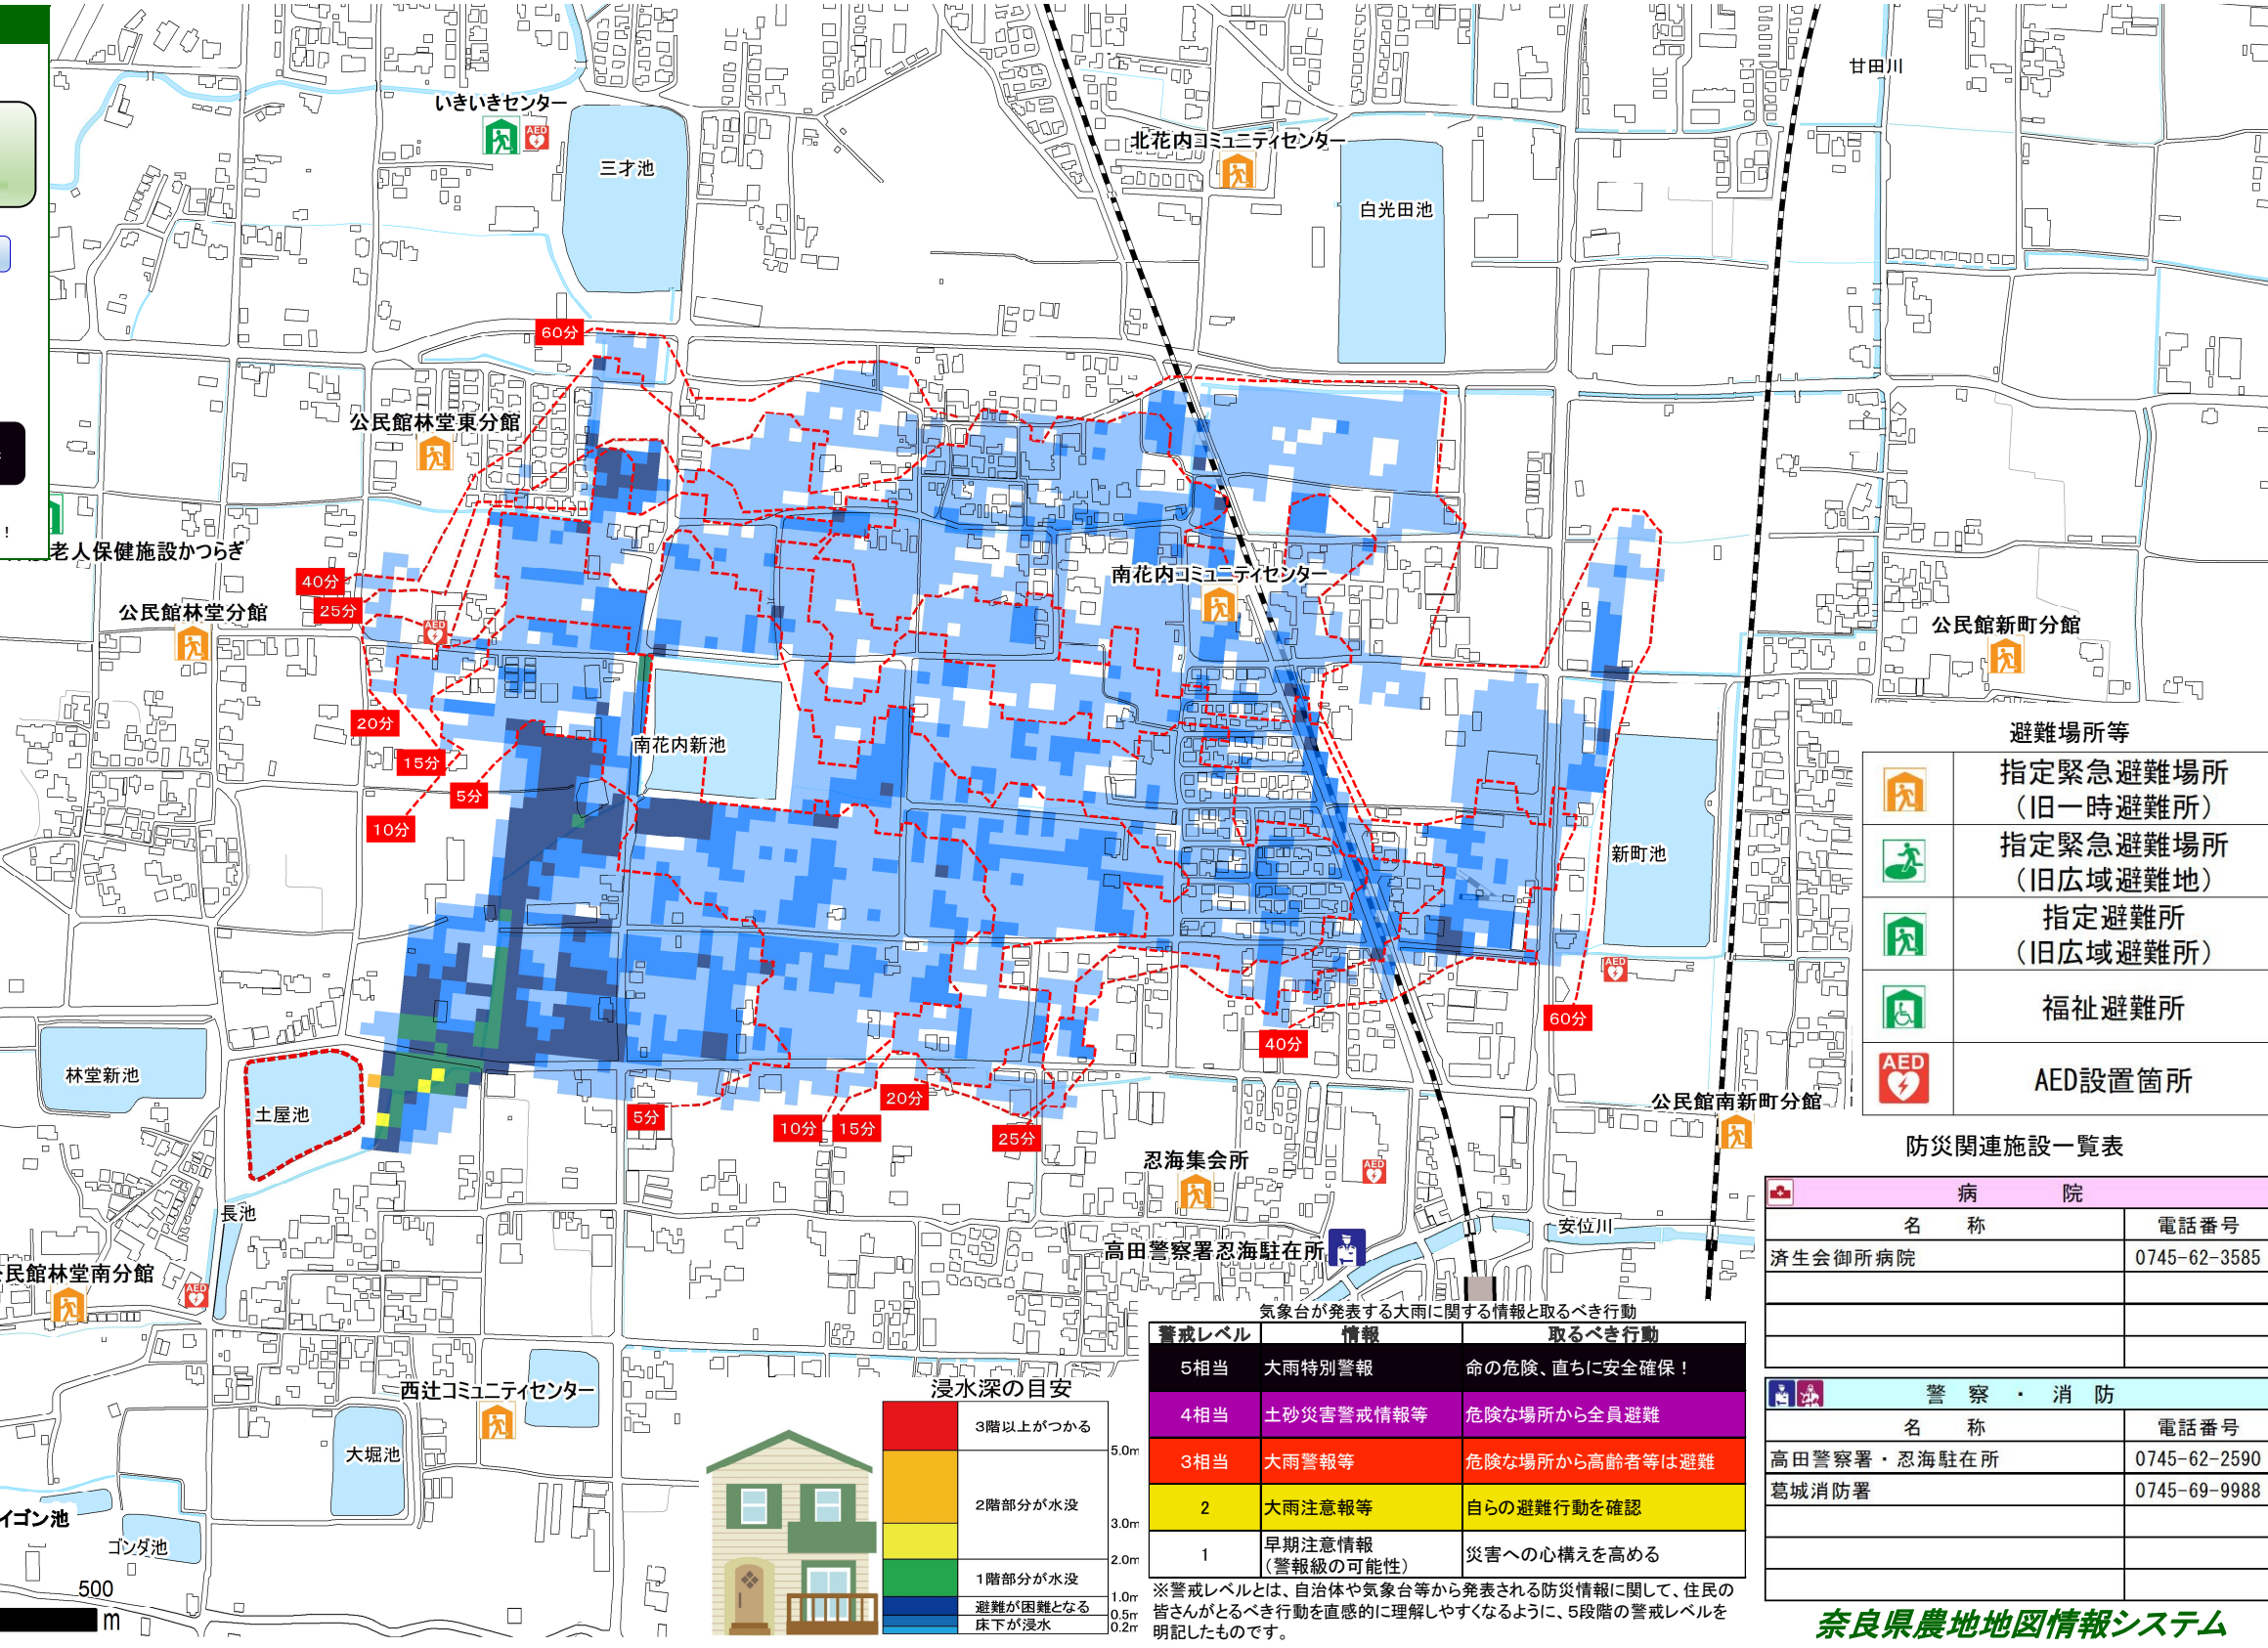 甘田川
いきいきセンター
AED
三才池
北花内コミュニティセンター
白光田池
60分
公民館林堂東分館
!
老人保健施設かつらぎ
40分
25分
公民館林堂分館
AED
南花内コミュニティセンター
公民館新町分館
20分
15分
5分
10分
南花内新池
新町池
AED
60分
40分
林堂新池
土屋池
5分
10分
15分
20分
25分
公民館南新町分館
忍海集会所
AED
長池
安位川
高田警察署忍海駐在所
民館林堂南分館
AED
西辻コミュニティセンター
大堀池
イゴン池
ゴンダ池
500
m
避難場所等
指定緊急避難場所
(旧一時避難所)
指定緊急避難場所
(旧広域避難地)
指定避難所
(旧広域避難所)
福祉避難所
AED
AED設置箇所
防災関連施設一覧表
病 院
名 称 電話番号
済生会御所病院 0745-62-3585
警 察 ・ 消 防
名 称 電話番号
高田警察署・忍海駐在所 0745-62-2590
葛城消防署 0745-69-9988
浸水深の目安
3階以上がつかる
5.0m
2階部分が水没
3.0m
2.0m
1階部分が水没
1.0m
避難が困難となる
0.5m
床下が浸水
0.2m
気象台が発表する大雨に関する情報と取るべき行動
警戒レベル 情報 取るべき行動
5相当 大雨特別警報 命の危険、直ちに安全確保!
4相当 土砂災害警戒情報等 危険な場所から全員避難
3相当 大雨警報等 危険な場所から高齢者等は避難
2 大雨注意報等 自らの避難行動を確認
1 早期注意情報
(警報級の可能性) 災害への心構えを高める
※警戒レベルとは、自治体や気象台等から発表される防災情報に関して、住民の
皆さんがとるべき行動を直感的に理解しやすくなるように、5段階の警戒レベルを
明記したものです。
奈良県農地地図情報システム